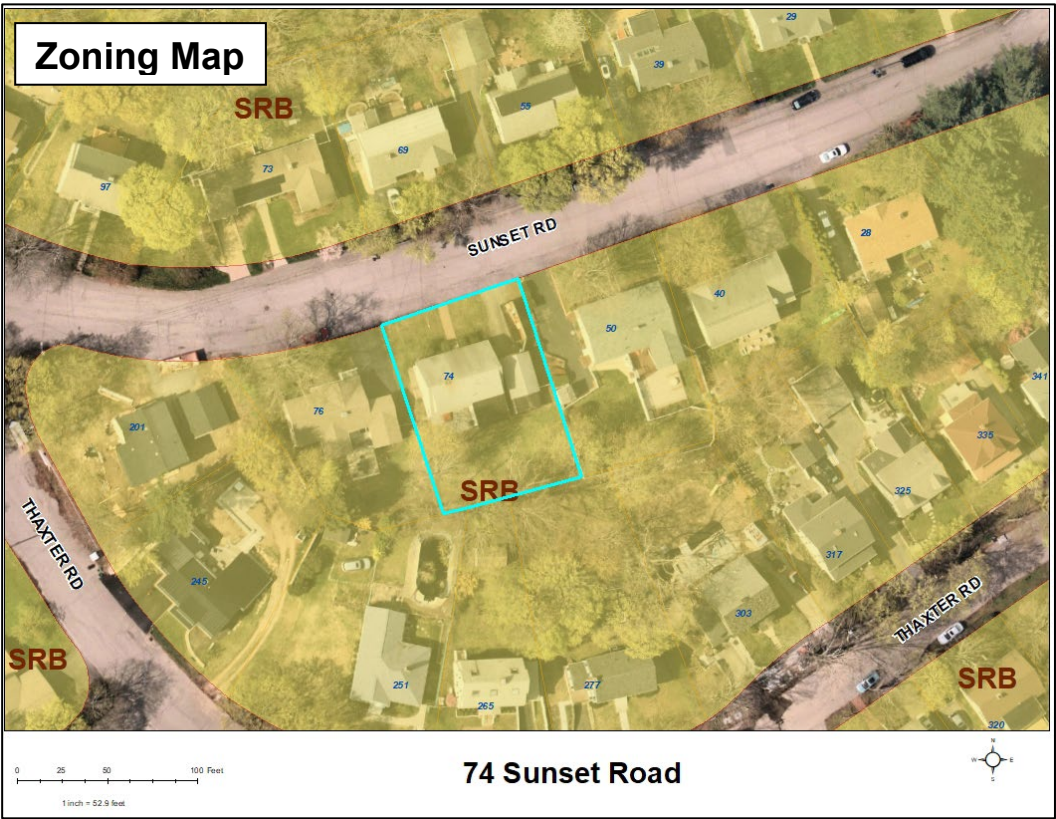 Zoning Map
29
39
SRB
55
69
73
97
SUNSET RD
28
40
50
74
341
76
201
335
SRB
325
THAXTER RD
317
245
THAXTER RD
303
SRB
251
277
SRB
265
320
0 25 50 100 Feet
1 inch = 52.9 feet
74 Sunset Road
N
W E
S